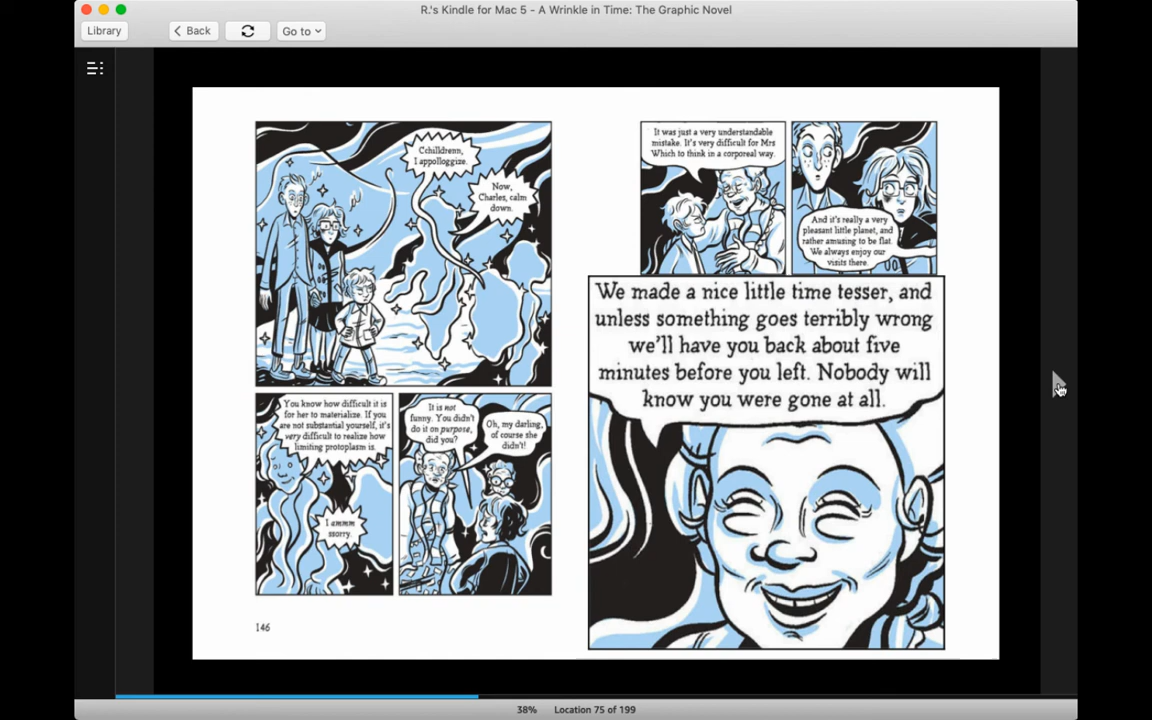 R.'s Kindle for Mac 5 - A Wrinkle in Time: The Graphic Novel
Library
Back
Go to
Cchilldrenn,
I appolloggize.
Now,
Charles, calm
down.
You know how difficult it is
for her to materialize. If you
are not substantial yourself, it's
very difficult to realize how
limiting protoplasm is.
I ammm
ssorry.
It is not
funny. You didn't
do it on purpose,
did you?
Oh, my darling,
of course she
didn't!
146
It was just a very understandable
mistake. It's very difficult for Mrs
Which to think in a corporeal way.
And it's really a very
pleasant little planet, and
rather amusing to be flat.
We always enjoy our
visits there.
We made a nice little time tesser, and
unless something goes terribly wrong
we'll have you back about five
minutes before you left. Nobody will
know you were gone at all.
38%
Location 75 of 199